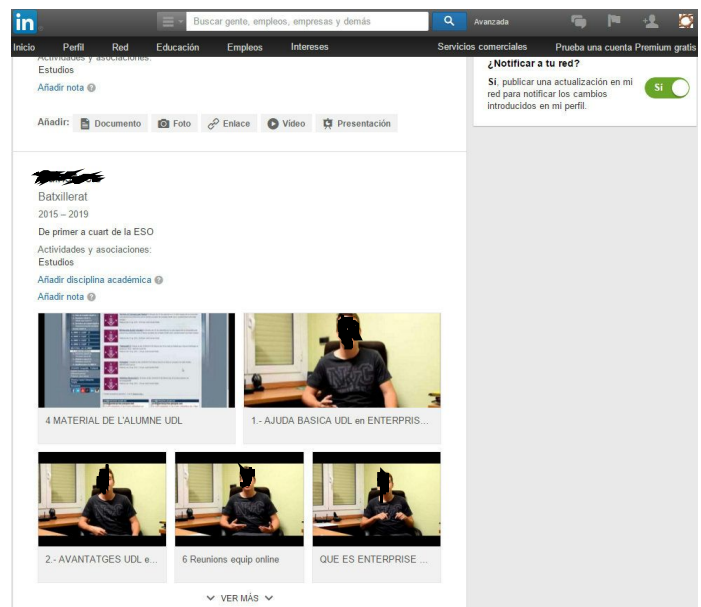 in
Buscar gente, empleos, empresas y demás
Avanzada
Inicio Perfil Red Educación Empleos Intereses Servicios comerciales Prueba una cuenta Premium gratis
Actividades y asociaciones:
Estudios
Añadir nota
Añadir: Documento Foto Enlace Vídeo Presentación
¿Notificar a tu red?
Sí, publicar una actualización en mi
red para notificar los cambios
introducidos en mi perfil.
Sí
Batxillerat
2015 – 2019
De primer a cuart de la ESO
Actividades y asociaciones:
Estudios
Añadir disciplina académica
Añadir nota
4 MATERIAL DE L'ALUMNE UDL
1.- AJUDA BASICA UDL en ENTERPRIS...
2.- AVANTATGES UDL e...
6 Reunions equip online
QUE ES ENTERPRISE ...
VER MÁS